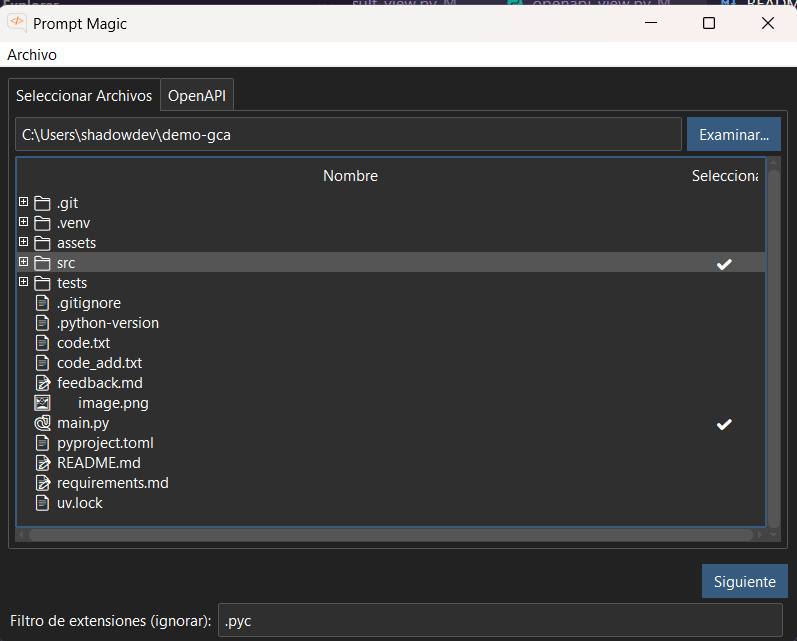 Prompt Magic
Archivo
Seleccionar Archivos OpenAPI
C:\Users\shadowdev\demo-gca Examinar...
Nombre Selecciona
.git
.venv
assets
src
tests
.gitignore
.python-version
code.txt
code_add.txt
feedback.md
image.png
main.py
pyproject.toml
README.md
requirements.md
uv.lock
Siguiente
Filtro de extensiones (ignorar): .pyc